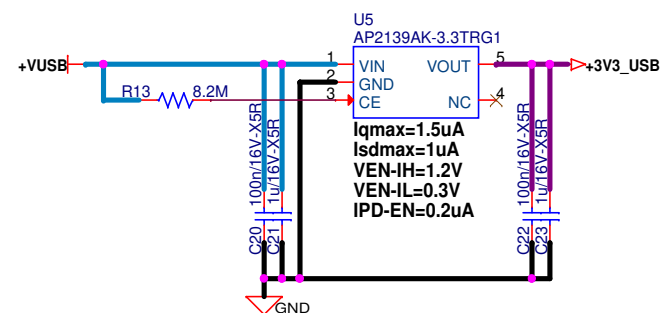 U5
AP2139AK-3.3TRG1
+VUSB
1
VIN
VOUT
5
+3V3_USB
2
GND
R13
8.2M
3
CE
NC
4
Iqmax=1.5uA
Isdmax=1uA
VEN-IH=1.2V
VEN-IL=0.3V
IPD-EN=0.2uA
C20
100n/16V-X5R
C21
1u/16V-X5R
C22
100n/16V-X5R
C23
1u/16V-X5R
GND